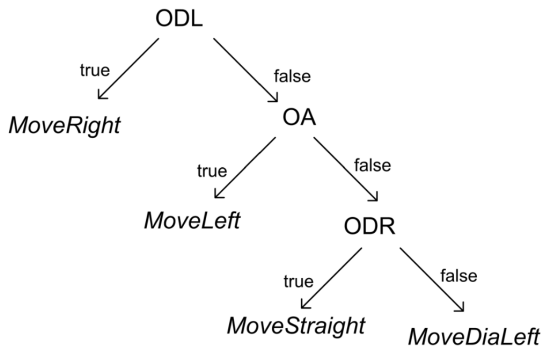 ODL
true
false
MoveRight
OA
true
false
MoveLeft
ODR
true
false
MoveStraight
MoveDiaLeft